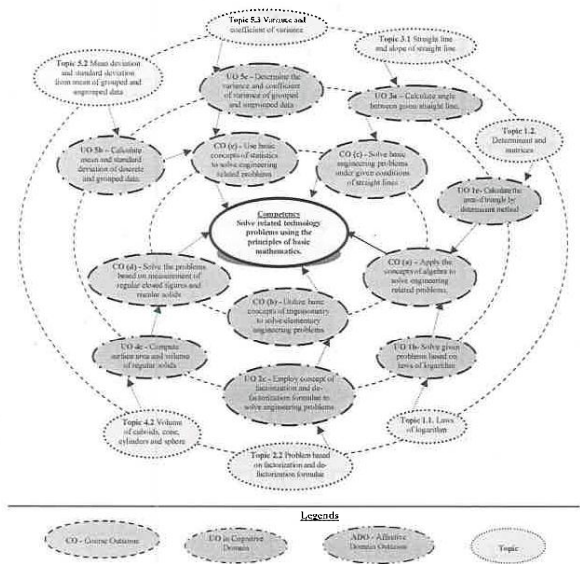 Topic 5.3 Variance and
coefficient of variance
Topic 3.1 Straight line
and slope of straight line
Topic 5.2 Mean deviation
and standard deviation
from mean of grouped and
ungrouped data
UO 5c - Determine the
variance and coefficient
of variance of grouped
and ungrouped data
UO 3a - Calculate angle
between given straight line.
Topic 1.2.
Determinant and
matrices
UO 5b - Calculate
mean and standard
deviation of discrete
and grouped data
CO (e) - Use basic
concepts of statistics
to solve engineering
related problems
CO (c) - Solve basic
engineering problems
under given conditions
of straight lines
UO 1e- Calculate the
area of triangle by
determinant method
Competency
Solve related technology
problems using the
principles of basic
mathematics.
CO (d) - Solve the problems
based on measurement of
regular closed figures and
regular solids
CO (a) - Apply the
concepts of algebra to
solve engineering
related problems.
CO (b) - Utilize basic
concepts of trigonometry
to solve elementary
engineering problems
UO 4c - Compute
surface area and volume
of regular solids
UO 1b- Solve given
problems based on
laws of logarithm
UO 2c - Employ concept of
factorization and de-
factorization formulae to
solve engineering problems
Topic 4.2 Volume
of cuboids, cone,
cylinders and sphere
Topic 1.1. Laws
of logarithm
Topic 2.2 Problem based
on factorization and de-
factorization formulae
Legends
CO - Course Outcome
UO in Cognitive
Domain
ADO - Affective
Domain Outcome
Topic